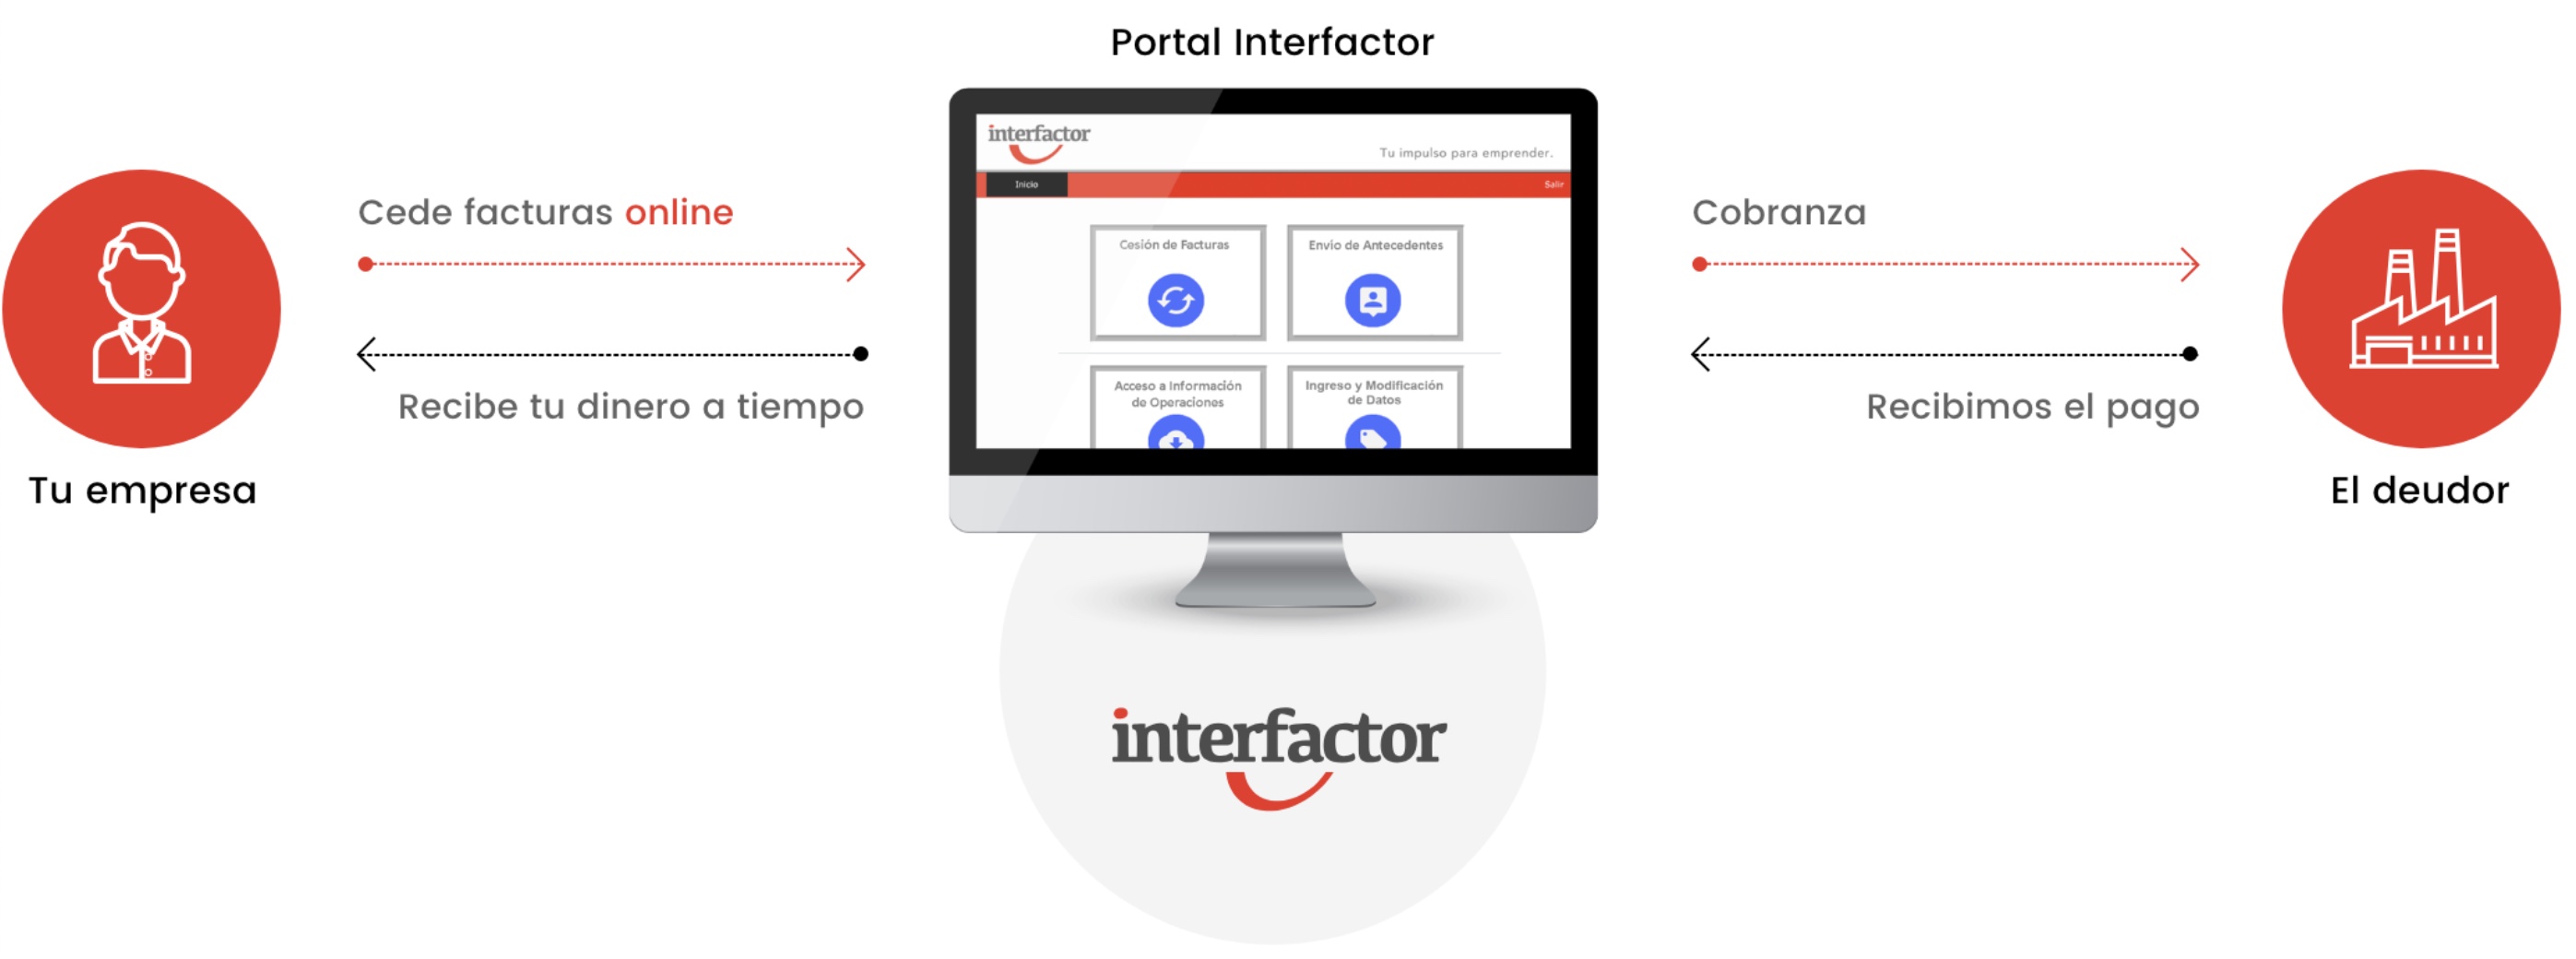 Portal Interfactor
interfactor
Tu impulso para emprender.
Inicio
Salir
Cesión de Facturas
Envio de Antecedentes
Acceso a Información
de Operaciones
Ingreso y Modificación
de Datos
Cede facturas online
Recibe tu dinero a tiempo
Tu empresa
Cobranza
Recibimos el pago
El deudor
interfactor